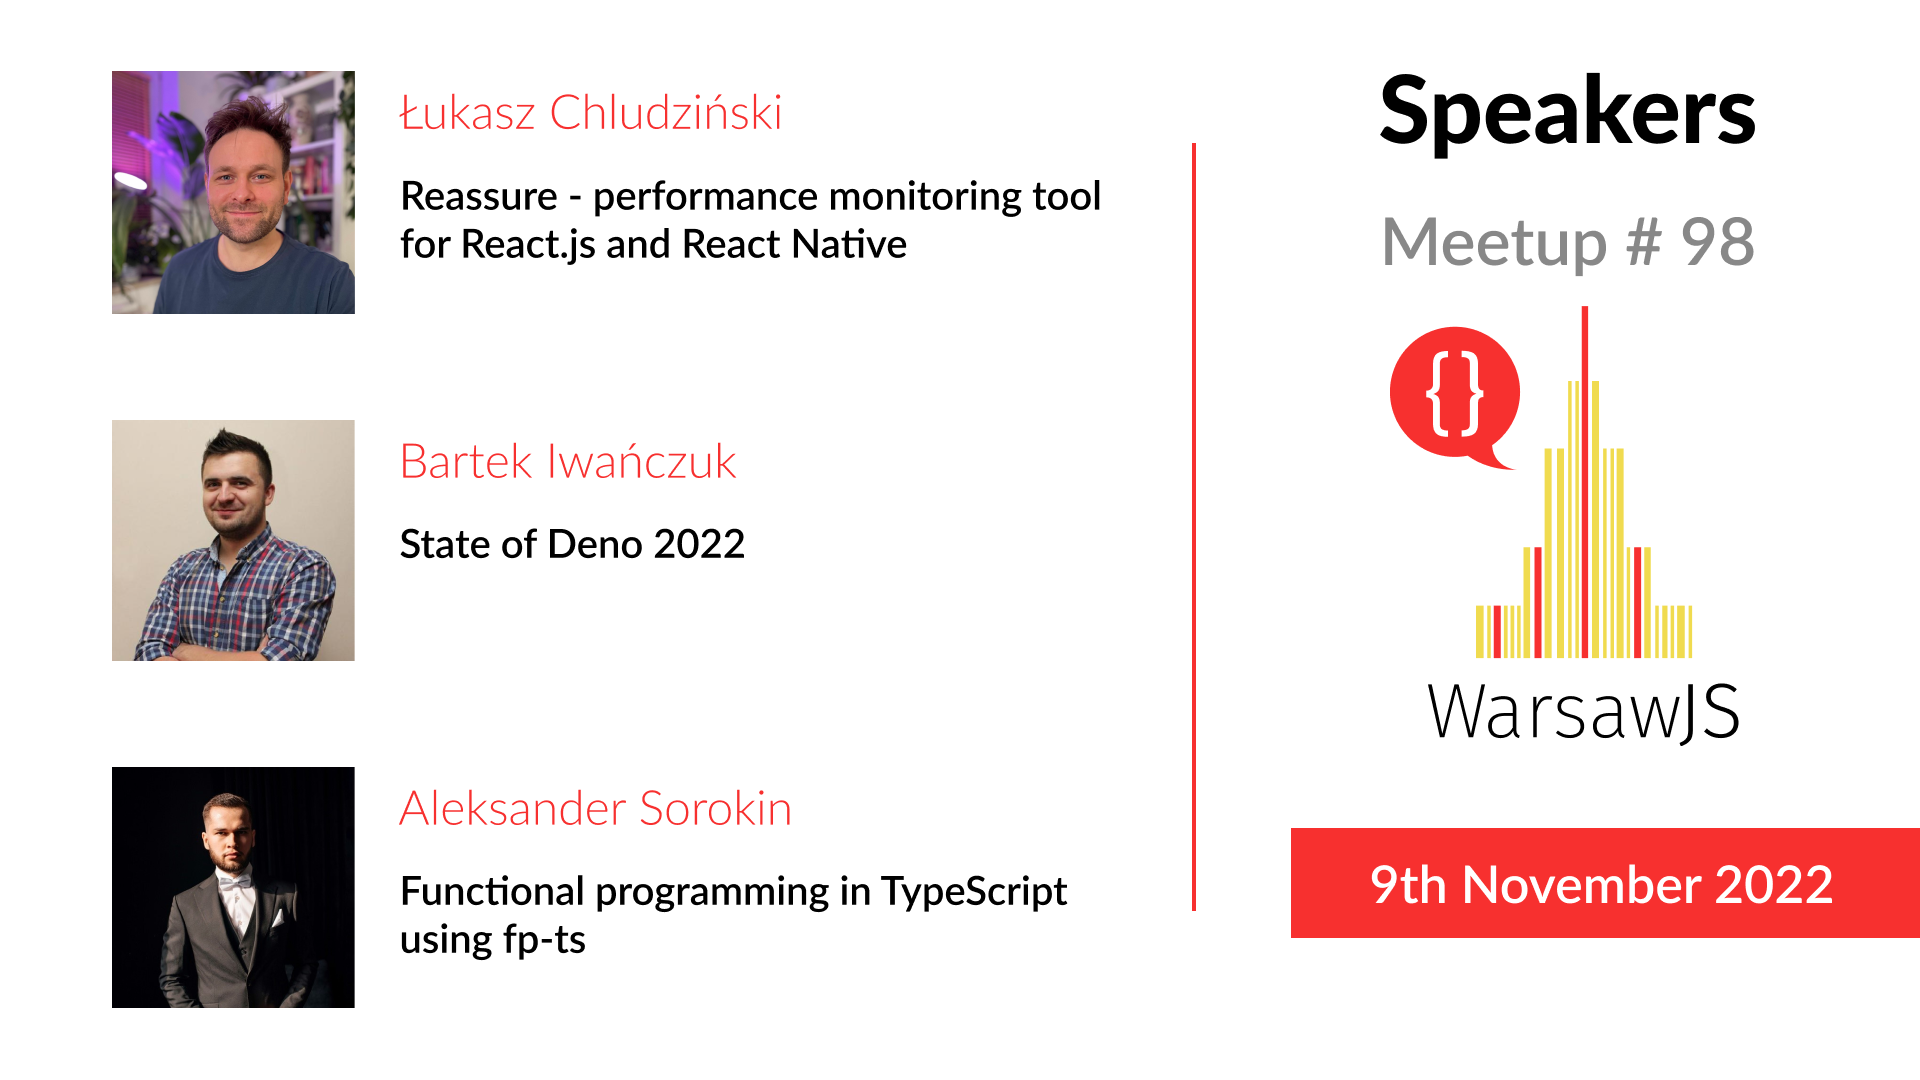 Łukasz Chludziński
Reassure - performance monitoring tool
for React.js and React Native
Bartek Iwańczuk
State of Deno 2022
Aleksander Sorokin
Functional programming in TypeScript
using fp-ts
Speakers
Meetup # 98
{}
WarsawJS
9th November 2022